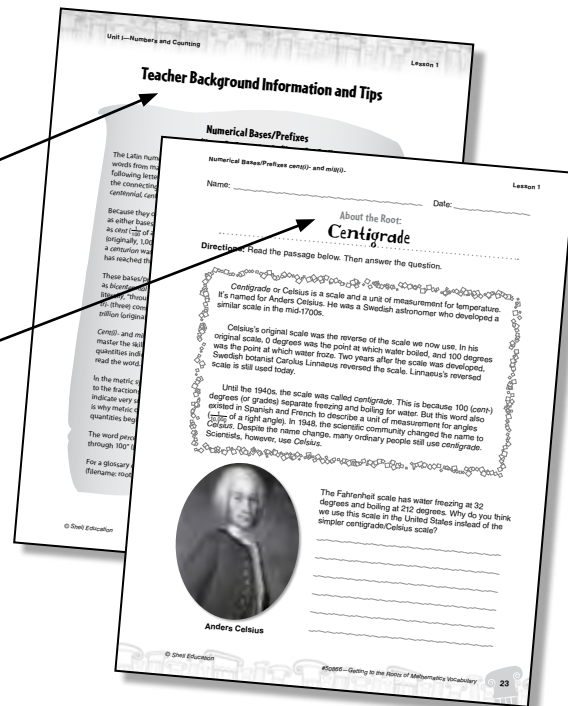 Unit I—Numbers and Counting
Lesson 1
Teacher Background Information and Tips
Numerical Bases/Prefixes
The Latin num
words from ma
following lette
the connecting
centennial, cent
Because they o
as either bases
as cent ( of a
(originally, 1,00
a centurion was
has reached th
These bases/p
as bicenten
literally, "throu
tri- (three) com
trillion (original
Cent(i)- and mi
master the skil
quantities indi
read the word.
In the metric s
to the fraction
indicate very s
is why metric
quantities beg
The word perc
through 100" (
For a glossary
(filename: root
© Shell Education
Numerical Bases/Prefixes cent(i)- and mill(i)-
Lesson 1
Name:
Date:
About the Root:
Centigrade
Directions: Read the passage below. Then answer the question.
Centigrade or Celsius is a scale and a unit of measurement for temperature.
It's named for Anders Celsius. He was a Swedish astronomer who developed a
similar scale in the mid-1700s.
Celsius's original scale was the reverse of the scale we now use. In his
original scale, 0 degrees was the point at which water boiled, and 100 degrees
was the point at which water froze. Two years after the scale was developed,
Swedish botanist Carolus Linnaeus reversed the scale. Linnaeus's reversed
scale is still used today.
Until the 1940s, the scale was called centigrade. This is because 100 (cent-)
degrees (or grades) separate freezing and boiling for water. But this word also
existed in Spanish and French to describe a unit of measurement for angles
( of a right angle). In 1948, the scientific community changed the name to
Celsius. Despite the name change, many ordinary people still use centigrade.
Scientists, however, use Celsius.
The Fahrenheit scale has water freezing at 32
degrees and boiling at 212 degrees. Why do you think
we use this scale in the United States instead of the
simpler centigrade/Celsius scale?
Anders Celsius
© Shell Education
#50866—Getting to the Roots of Mathematics Vocabulary
23